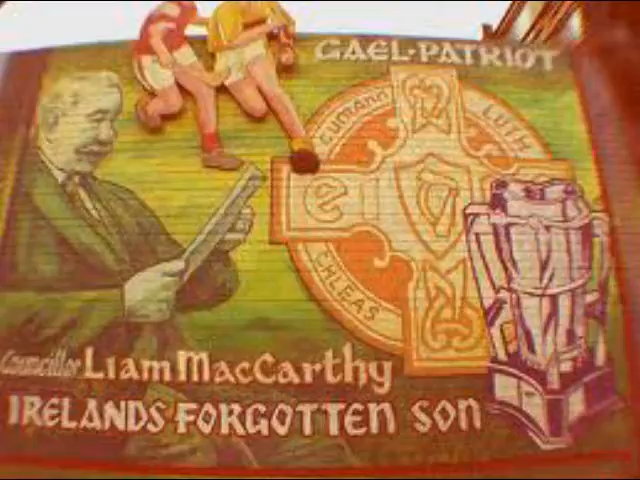 GAEL-PATRIOT
CUMANN
LUTH
CHLEAS
Councillor Liam MacCarthy
IRELANDS FORGOTTEN SON